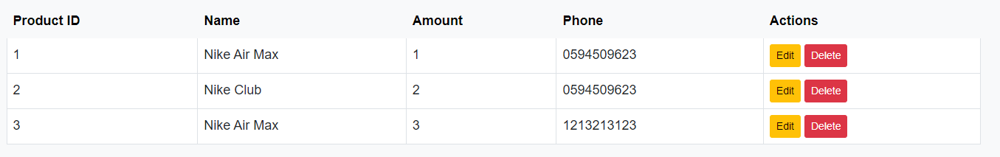 Product ID Name Amount Phone Actions
1 Nike Air Max 1 0594509623 Edit Delete
2 Nike Club 2 0594509623 Edit Delete
3 Nike Air Max 3 1213213123 Edit Delete